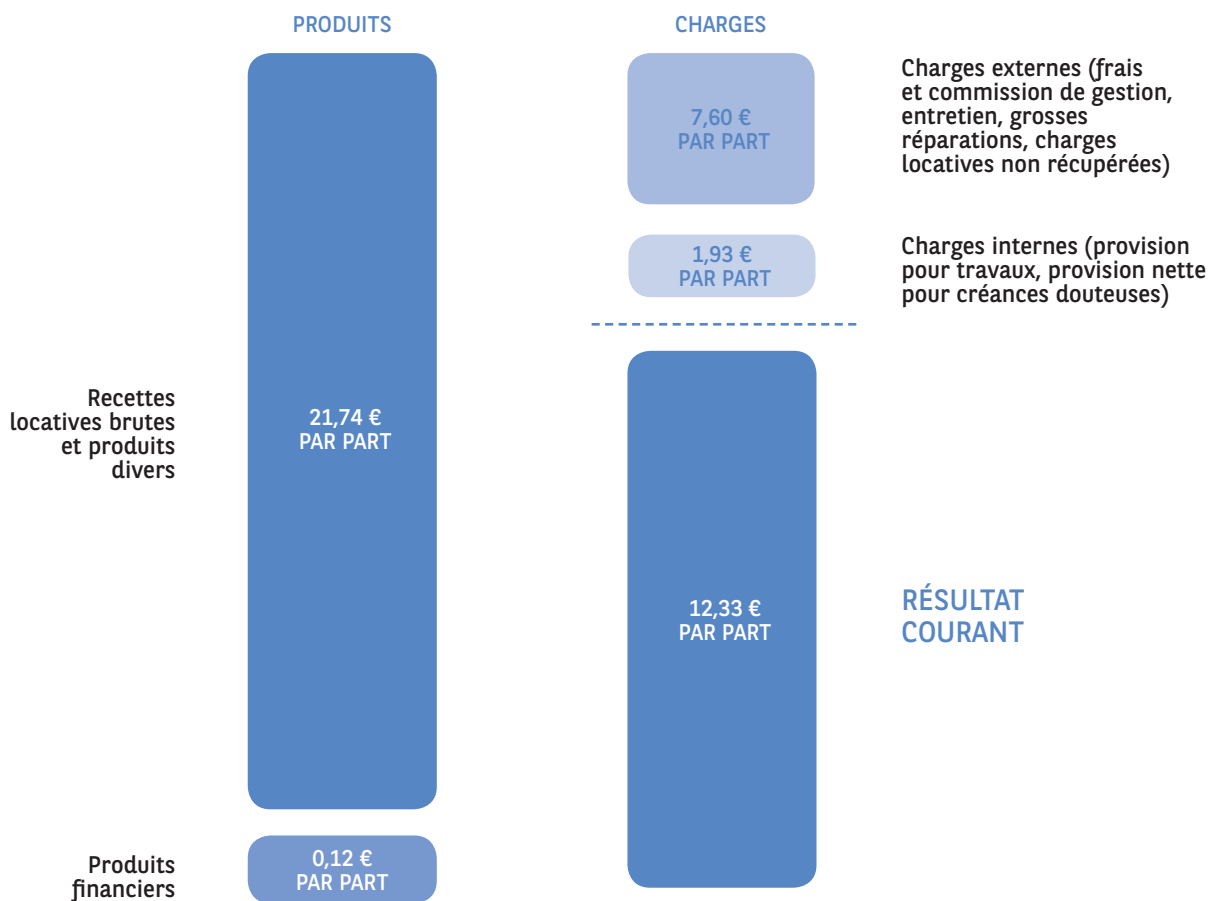 PRODUITS
CHARGES
Recettes
locatives brutes
et produits
divers
21,74 €
PAR PART
Produits
financiers
0,12 €
PAR PART
7,60 €
PAR PART
Charges externes (frais
et commission de gestion,
entretien, grosses
réparations, charges
locatives non récupérées)
1,93 €
PAR PART
Charges internes (provision
pour travaux, provision nette
pour créances douteuses)
12,33 €
PAR PART
RÉSULTAT
COURANT